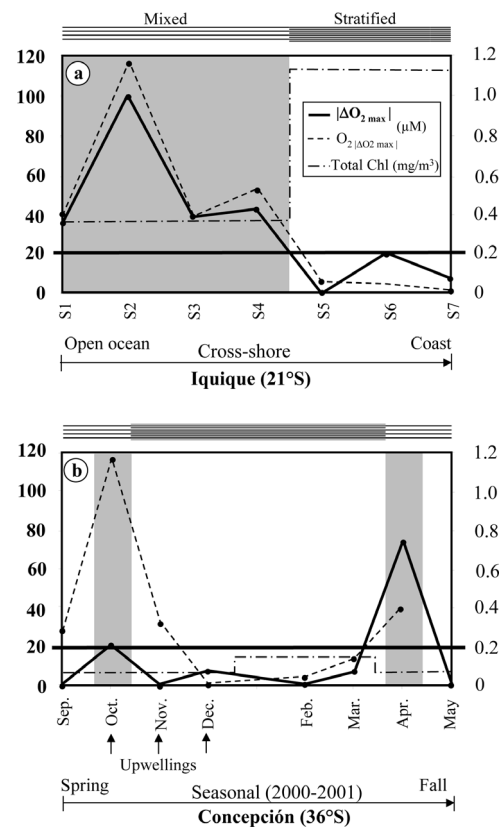 Mixed Stratified
120 1.2
a
100 1.0
|ΔO2 max|
(µM)
O2 |ΔO2 max|
80 0.8
Total Chl (mg/m³)
60 0.6
40 0.4
20 0.2
0 0
S1 S2 S3 S4 S5 S6 S7
Open ocean Coast
Cross-shore
Iquique (21°S)
120 1.2
b
100 1.0
80 0.8
60 0.6
40 0.4
20 0.2
0 0
Sep. Oct. Nov. Dec. Feb. Mar. Apr. May
Upwellings
Spring Fall
Seasonal (2000-2001)
Concepción (36°S)